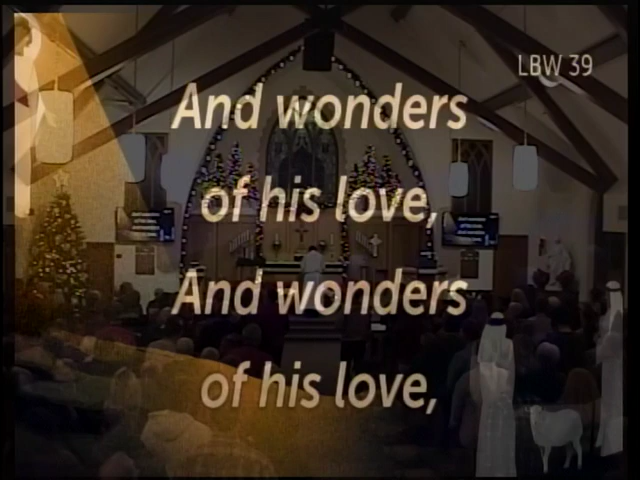 LBW 39
And wonders
of his love,
And wonders
of his love,